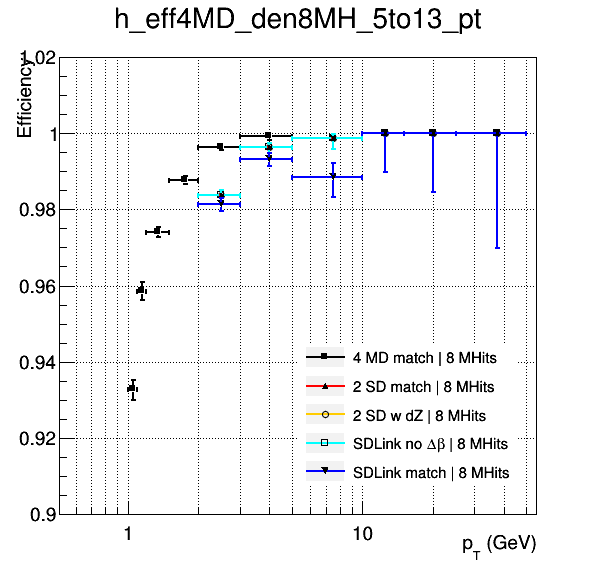 h_eff4MD_den8MH_5to13_pt
Efficiency
1.02
1
0.98
0.96
0.94
0.92
0.9
4 MD match | 8 MHits
2 SD match | 8 MHits
2 SD w dZ | 8 MHits
SDLink no Δβ | 8 MHits
SDLink match | 8 MHits
1
10
p_T (GeV)